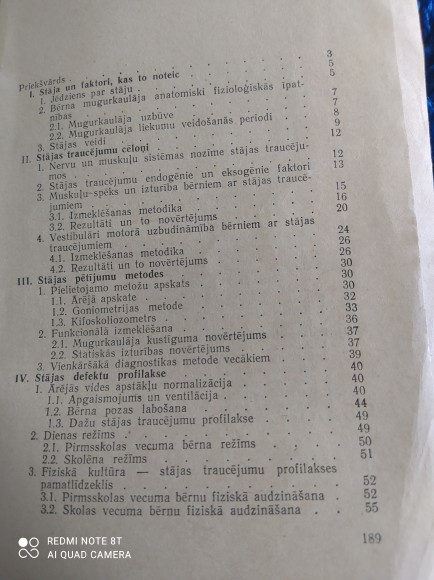 Priekšvārds . . . 3
I. Stāja un faktori, kas to noteic . . . 5
1. Jēdziens par stāju . . . 5
2. Bērna mugurkaulāja anatomiski fizioloģiskās īpat-
nības . . . 7
2.1. Mugurkaulāja uzbūve . . . 7
2.2. Mugurkaulāja liekumu veidošanās periodi . . . 8
3. Stājas veidi . . . 9
II. Stājas traucējumu cēloņi . . . 12
1. Nervu un muskuļu sistēmas nozīme stājas traucēju-
mos . . . 12
2. Stājas traucējumu endogēnie un eksogēnie faktori . 13
3. Muskuļu spēks un izturība bērniem ar stājas traucē-
jumiem . . . 15
3.1. Izmeklēšanas metodika . . . 16
3.2. Rezultāti un to novērtējums . . . 20
4. Vestibulāri motorā uzbudināmība bērniem ar stājas
traucējumiem . . . 24
4.1. Izmeklēšanas metodika . . . 26
4.2. Rezultāti un to novērtējums . . . 26
III. Stājas pētījumu metodes . . . 30
1. Pielietojamo metožu apskats . . . 30
1.1. Ārējā apskate . . . 30
1.2. Goniometrijas metode . . . 32
1.3. Kifoskoliozometrs . . . 33
2. Funkcionālā izmeklēšana . . . 36
2.1. Mugurkaulāja kustīguma novērtējums . . . 37
2.2. Statiskās izturības novērtējums . . . 37
3. Vienkāršākā diagnostikas metode vecākiem . . . 39
IV. Stājas defektu profilakse . . . 40
1. Ārējās vides apstākļu normalizācija . . . 40
1.1. Apgaismojums un ventilācija . . . 40
1.2. Bērna pozas labošana . . . 44
1.3. Dažu stājas traucējumu profilakse . . . 49
2. Dienas režīms . . . 49
2.1. Pirmsskolas vecuma bērnu režīms . . . 50
2.2. Skolēna režīms . . . 51
3. Fiziskā kultūra — stājas traucējumu profilakses
pamatlīdzeklis . . . 52
3.1. Pirmsskolas vecuma bērnu fiziskā audzināšana . 52
3.2. Skolas vecuma bērnu fiziskā audzināšana . . . 55
189
REDMI NOTE 8T
AI QUAD CAMERA